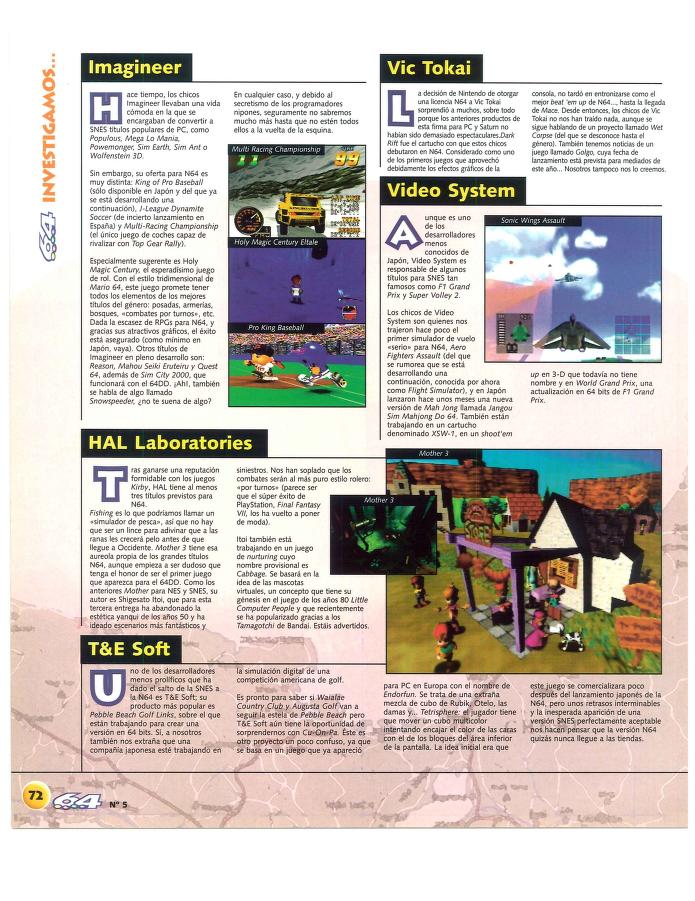 INVESTIGAMOS...
Imagineer
Hace tiempo, los chicos
Imagineer llevaban una vida
cómoda en la que se
encargaban de convertir a
SNES títulos populares de PC, como
Populous, Mega Lo Mania,
Powemonger, Sim Earth, Sim Ant o
Wolfenstein 3D.
Sin embargo, su oferta para N64 es
muy distinta: King of Pro Baseball
(sólo disponible en Japón y del que ya
se está desarrollando una
continuación), J-League Dynamite
Soccer (de incierto lanzamiento en
España) y Multi-Racing Championship
(el único juego de coches capaz de
rivalizar con Top Gear Rally).
Especialmente sugerente es Holy
Magic Century, el esperadísimo juego
de rol. Con el estilo tridimensional de
Mario 64, este juego promete tener
todos los elementos de los mejores
títulos del género: posadas, armerías,
bosques, «combates por turnos», etc.
Dada la escasez de RPGs para N64, y
gracias sus atractivos gráficos, el éxito
está asegurado (como mínimo en
Japón, vaya). Otros títulos de
Imagineer en pleno desarrollo son:
Reason, Mahou Seiki Eruteiru y Quest
64, además de Sim City 2000, que
funcionará con el 64DD. ¡Ah!, también
se habla de algo llamado
Snowspeeder, ¿no te suena de algo?
En cualquier caso, y debido al
secretismo de los programadores
nipones, seguramente no sabremos
mucho más hasta que no estén todos
ellos a la vuelta de la esquina.
Multi Racing Championship
99
Holy Magic Century Eltale
Pro King Baseball
Vic Tokai
La decisión de Nintendo de otorgar
una licencia N64 a Vic Tokai
sorprendió a muchos, sobre todo
porque los anteriores productos de
esta firma para PC y Saturn no
habían sido demasiado espectaculares.Dark
Rift fue el cartucho con que estos chicos
debutaron en N64. Considerado como uno
de los primeros juegos que aprovechó
debidamente los efectos gráficos de la
consola, no tardó en entronizarse como el
mejor beat 'em up de N64..., hasta la llegada
de Mace. Desde entonces, los chicos de Vic
Tokai no nos han traído nada, aunque se
sigue hablando de un proyecto llamado Wet
Corpse (del que se desconoce hasta el
género). También tenemos noticias de un
juego llamado Golgo, cuya fecha de
lanzamiento está prevista para mediados de
este año... Nosotros tampoco nos lo creemos.
Video System
Aunque es uno
de los
desarrolladores
menos
conocidos de
Japón, Video System es
responsable de algunos
títulos para SNES tan
famosos como F1 Grand
Prix y Super Volley 2.
Los chicos de Video
System son quienes nos
trajeron hace poco el
primer simulador de vuelo
«serio» para N64, Aero
Fighters Assault (del que
se rumorea que se está
desarrollando una
continuación, conocida por ahora
como Flight Simulator), y en Japón
lanzaron hace unos meses una nueva
versión de Mah Jong llamada Jangou
Sim Mahjong Do 64. También están
trabajando en un cartucho
denominado XSW-1, en un shoot'em
Sonic Wings Assault
up en 3-D que todavía no tiene
nombre y en World Grand Prix, una
actualización en 64 bits de F1 Grand
Prix.
HAL Laboratories
Tras ganarse una reputación
formidable con los juegos
Kirby, HAL tiene al menos
tres títulos previstos para
N64.
Fishing es lo que podríamos llamar un
«simulador de pesca», así que no hay
que ser un lince para adivinar que a las
ranas les crecerá pelo antes de que
llegue a Occidente. Mother 3 tiene esa
aureola propia de los grandes títulos
N64, aunque empieza a ser dudoso que
tenga el honor de ser el primer juego
que aparezca para el 64DD. Como los
anteriores Mother para NES y SNES, su
autor es Shigesato Itoi, que para esta
tercera entrega ha abandonado la
estética yanqui de los años 50 y ha
ideado escenarios más fantásticos y
siniestros. Nos han soplado que los
combates serán al más puro estilo rolero:
«por turnos» (parece ser
que el súper éxito de
PlayStation, Final Fantasy
VII, los ha vuelto a poner
de moda).
Itoi también está
trabajando en un juego
de nurturing cuyo
nombre provisional es
Cabbage. Se basará en la
idea de las mascotas
virtuales, un concepto que tiene su
génesis en el juego de los años 80 Little
Computer People y que recientemente
se ha popularizado gracias a los
Tamagotchi de Bandai. Estáis advertidos.
Mother 3
Mother 3
T&E Soft
Uno de los desarrolladores
menos prolíficos que ha
dado el salto de la SNES a
la N64 es T&E Soft; su
producto más popular es
Pebble Beach Golf Links, sobre el que
están trabajando para crear una
versión en 64 bits. Sí, a nosotros
también nos extraña que una
compañía japonesa esté trabajando en
la simulación digital de una
competición americana de golf.
Es pronto para saber si Waialae
Country Club y Augusta Golf van a
seguir la estela de Pebble Beach pero
T&E Soft aún tiene la oportunidad de
sorprendernos con Cu-On-Pa. Éste es
otro proyecto un poco confuso, ya que
se basa en un juego que ya apareció
para PC en Europa con el nombre de
Endorfun. Se trata de una extraña
mezcla de cubo de Rubik, Otelo, las
damas y... Tetrisphere: el jugador tiene
que mover un cubo multicolor
intentando encajar el color de las caras
con el de los bloques del área inferior
de la pantalla. La idea inicial era que
este juego se comercializara poco
después del lanzamiento japonés de la
N64, pero unos retrasos interminables
y la inesperada aparición de una
versión SNES perfectamente aceptable
nos hacen pensar que la versión N64
quizás nunca llegue a las tiendas.
72
64
Nº 5